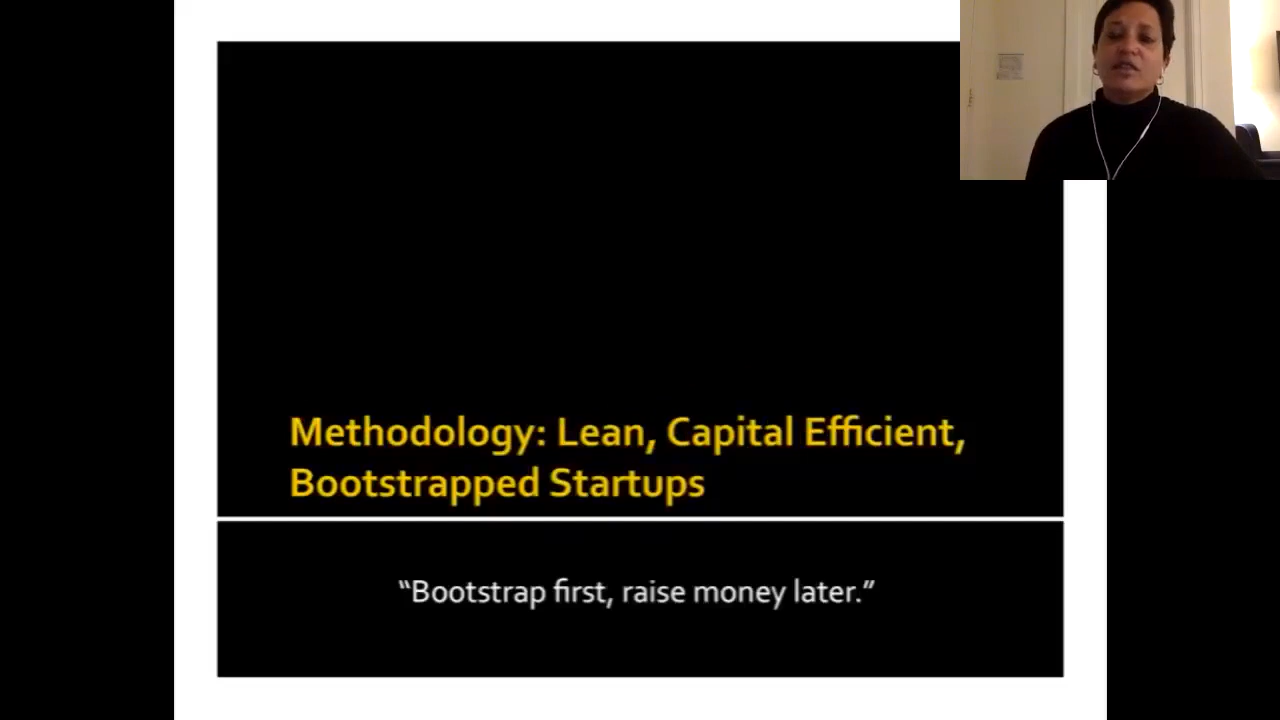 Methodology: Lean, Capital Efficient,
Bootstrapped Startups
“Bootstrap first, raise money later.”